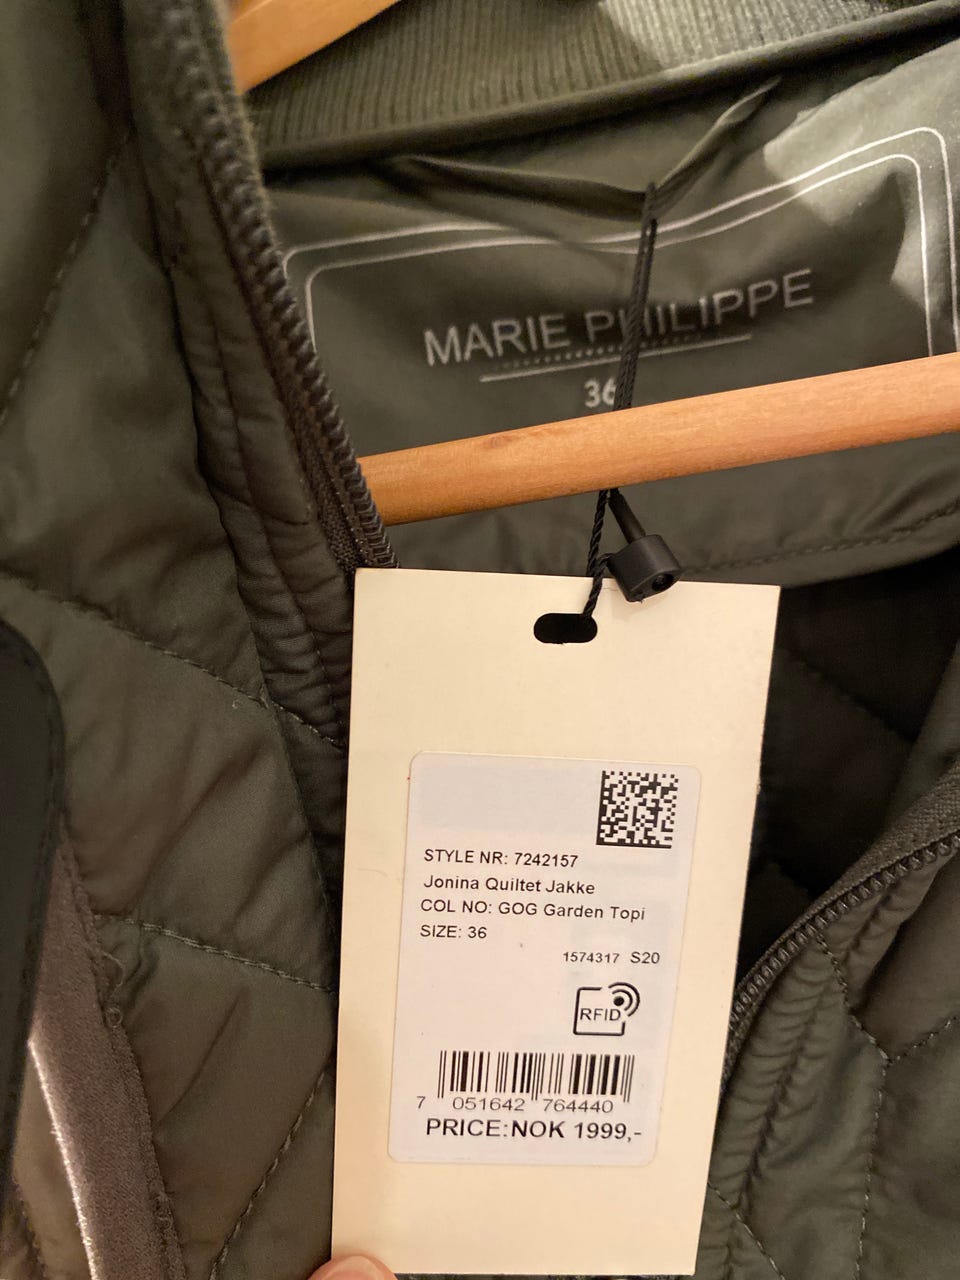 MARIE PHILIPPE
36
STYLE NR: 7242157
Jonina Quiltet Jakke
COL NO: GOG Garden Topi
SIZE: 36
1574317 S20
RFID
7 051642 764440
PRICE:NOK 1999,-